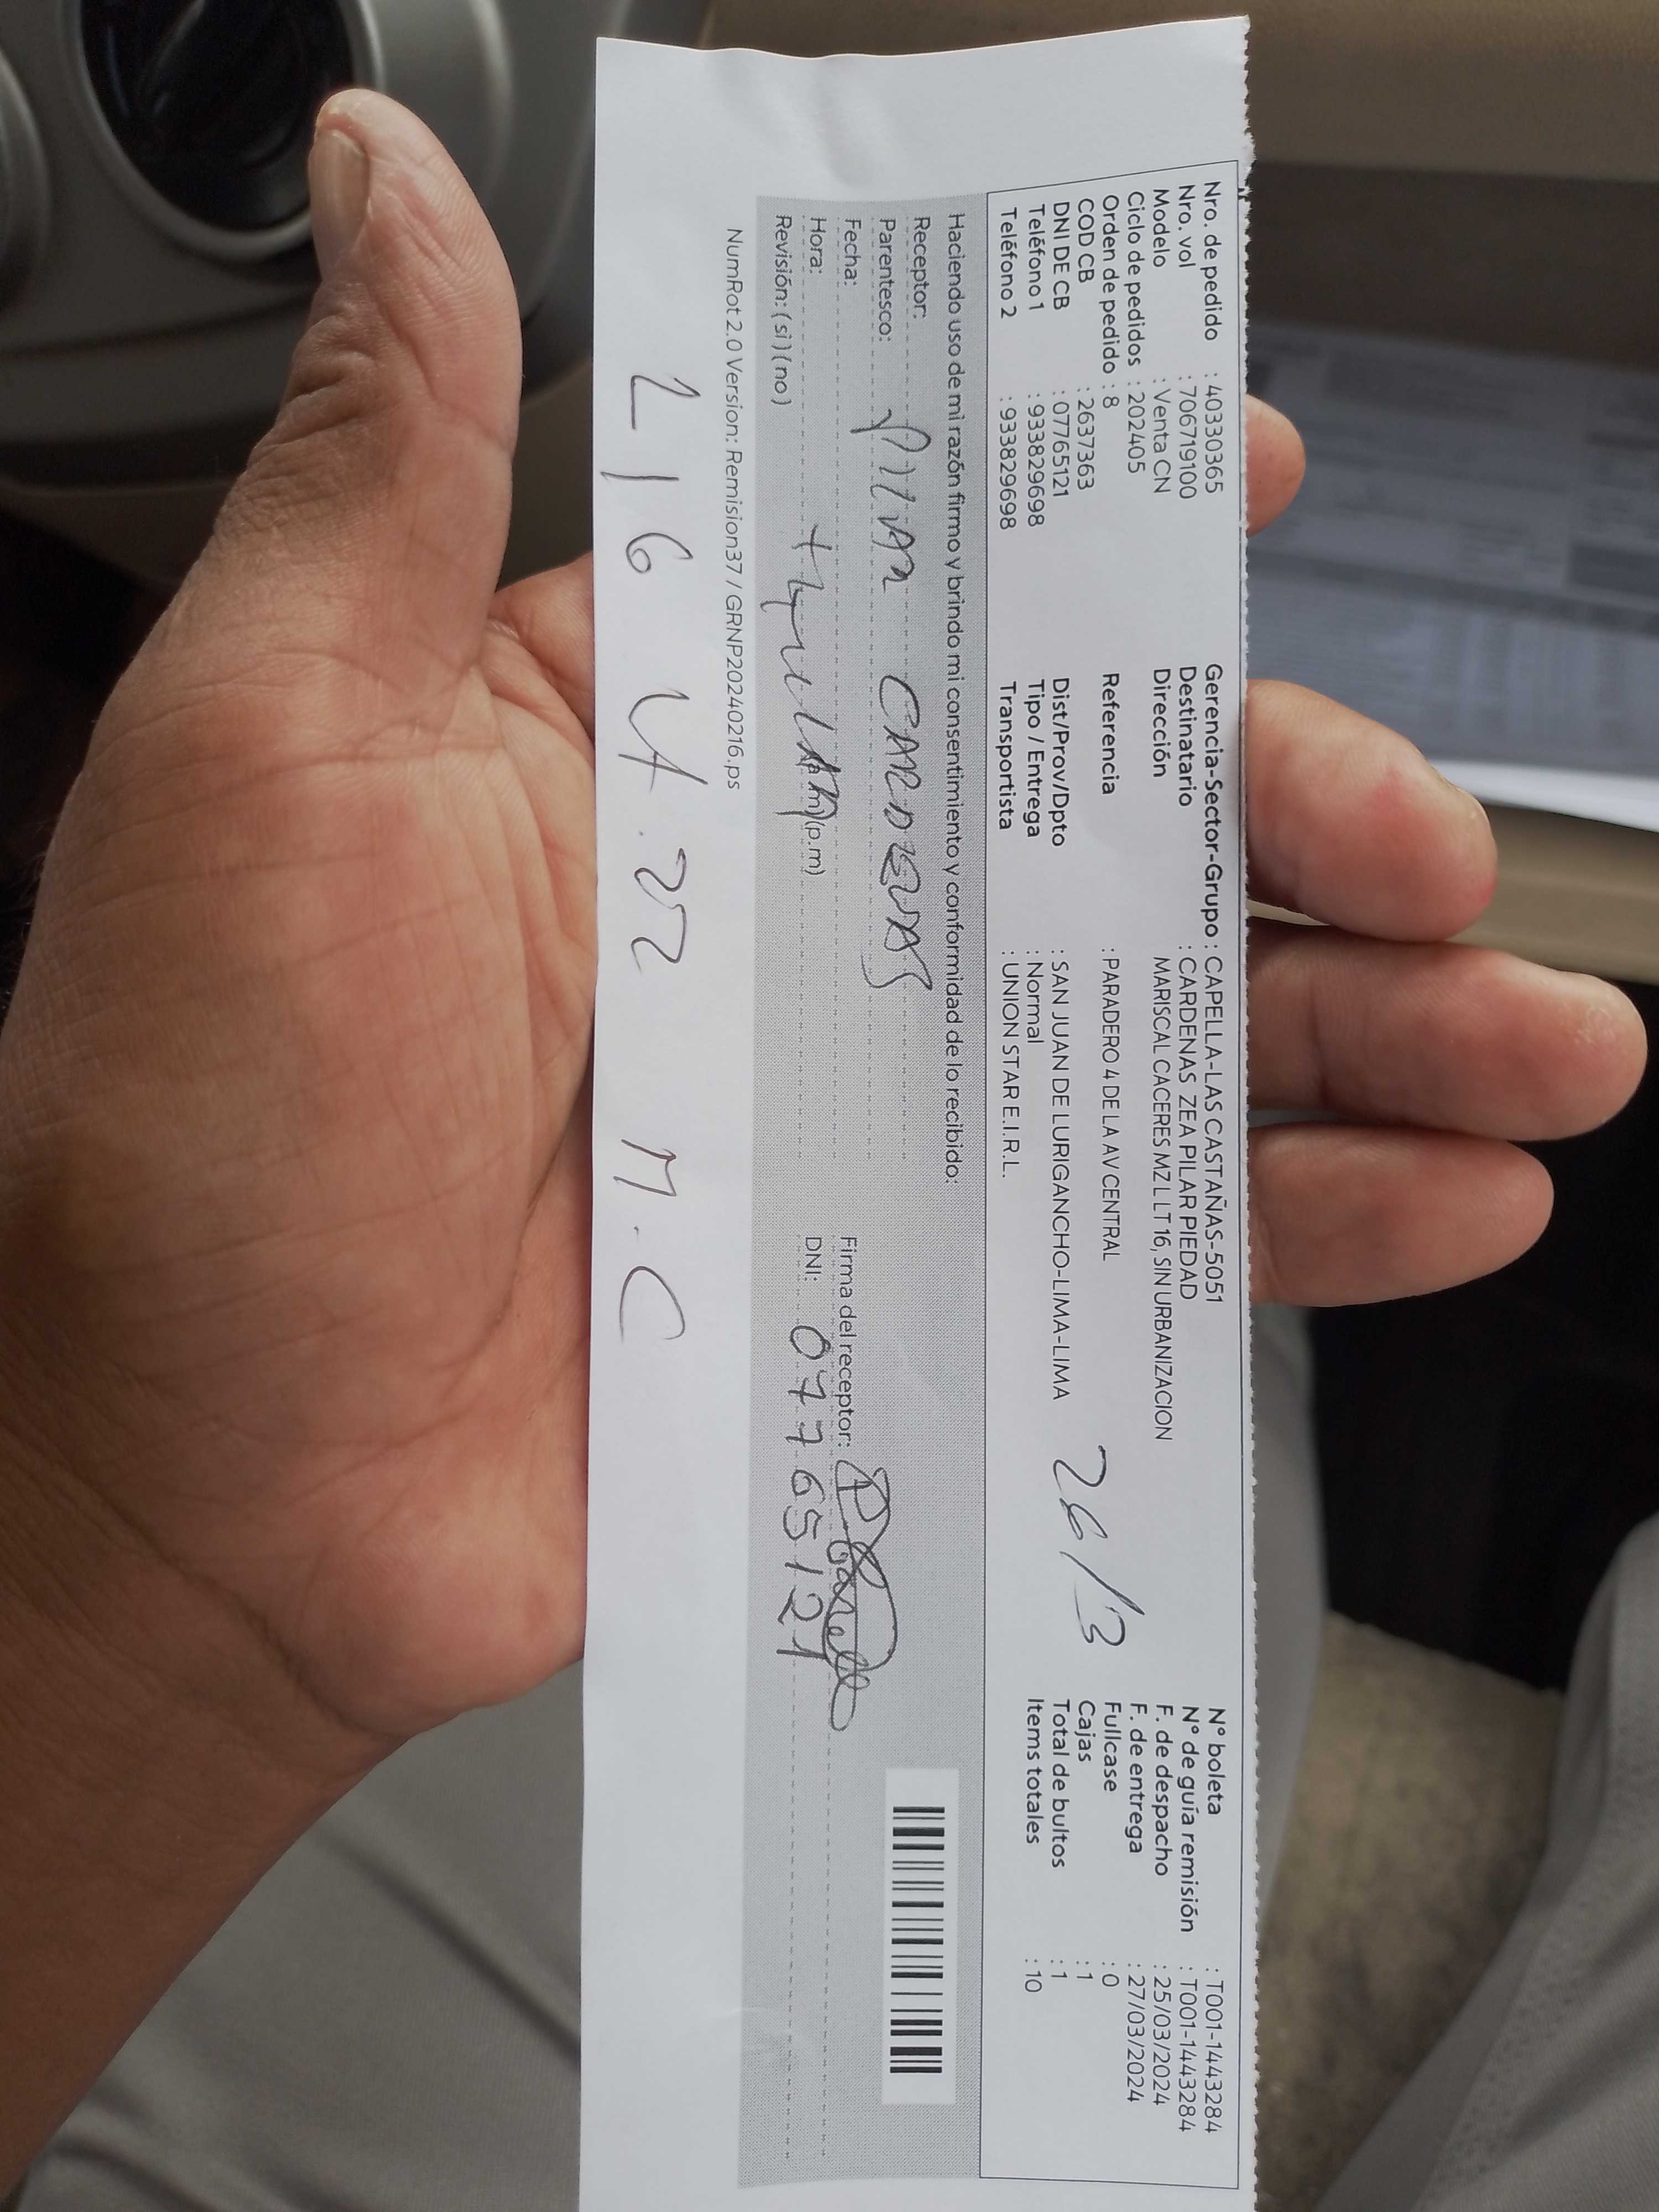 Nro. de pedido : 40330365
Nro. vol : 706719100
Modelo : Venta CN
Ciclo de pedidos : 202405
Orden de pedido : 8
COD CB : 2637363
DNI DE CB : 07765121
Teléfono 1 : 933829698
Teléfono 2 : 933829698
Gerencia-Sector-Grupo : CAPELLA-LAS CASTAÑAS-5051
Destinatario : CARDENAS ZEA PILAR PIEDAD
Dirección MARISCAL CACERES MZ L LT 16, SIN URBANIZACION
Referencia : PARADERO 4 DE LA AV CENTRAL
Dist/Prov/Dpto : SAN JUAN DE LURIGANCHO-LIMA-LIMA
Tipo / Entrega : Normal
Transportista : UNION STAR E.I.R.L.
26/3
N° boleta : T001-1443284
N° de guía remisión : T001-1443284
F. de despacho : 25/03/2024
F. de entrega : 27/03/2024
Fullcase : 0
Cajas : 1
Total de bultos : 1
Items totales : 10
Haciendo uso de mi razón firmo y brindo mi consentimiento y conformidad de lo recibido:
Receptor:
Parentesco: PILAR CARDENAS
Fecha:
Hora: (p.m)
Revisión: ( si ) ( no )
Firma del receptor:
DNI: 07765121
NumRot 2.0 Version: Remision37 / GRNP20240216.ps
L 16 M.C